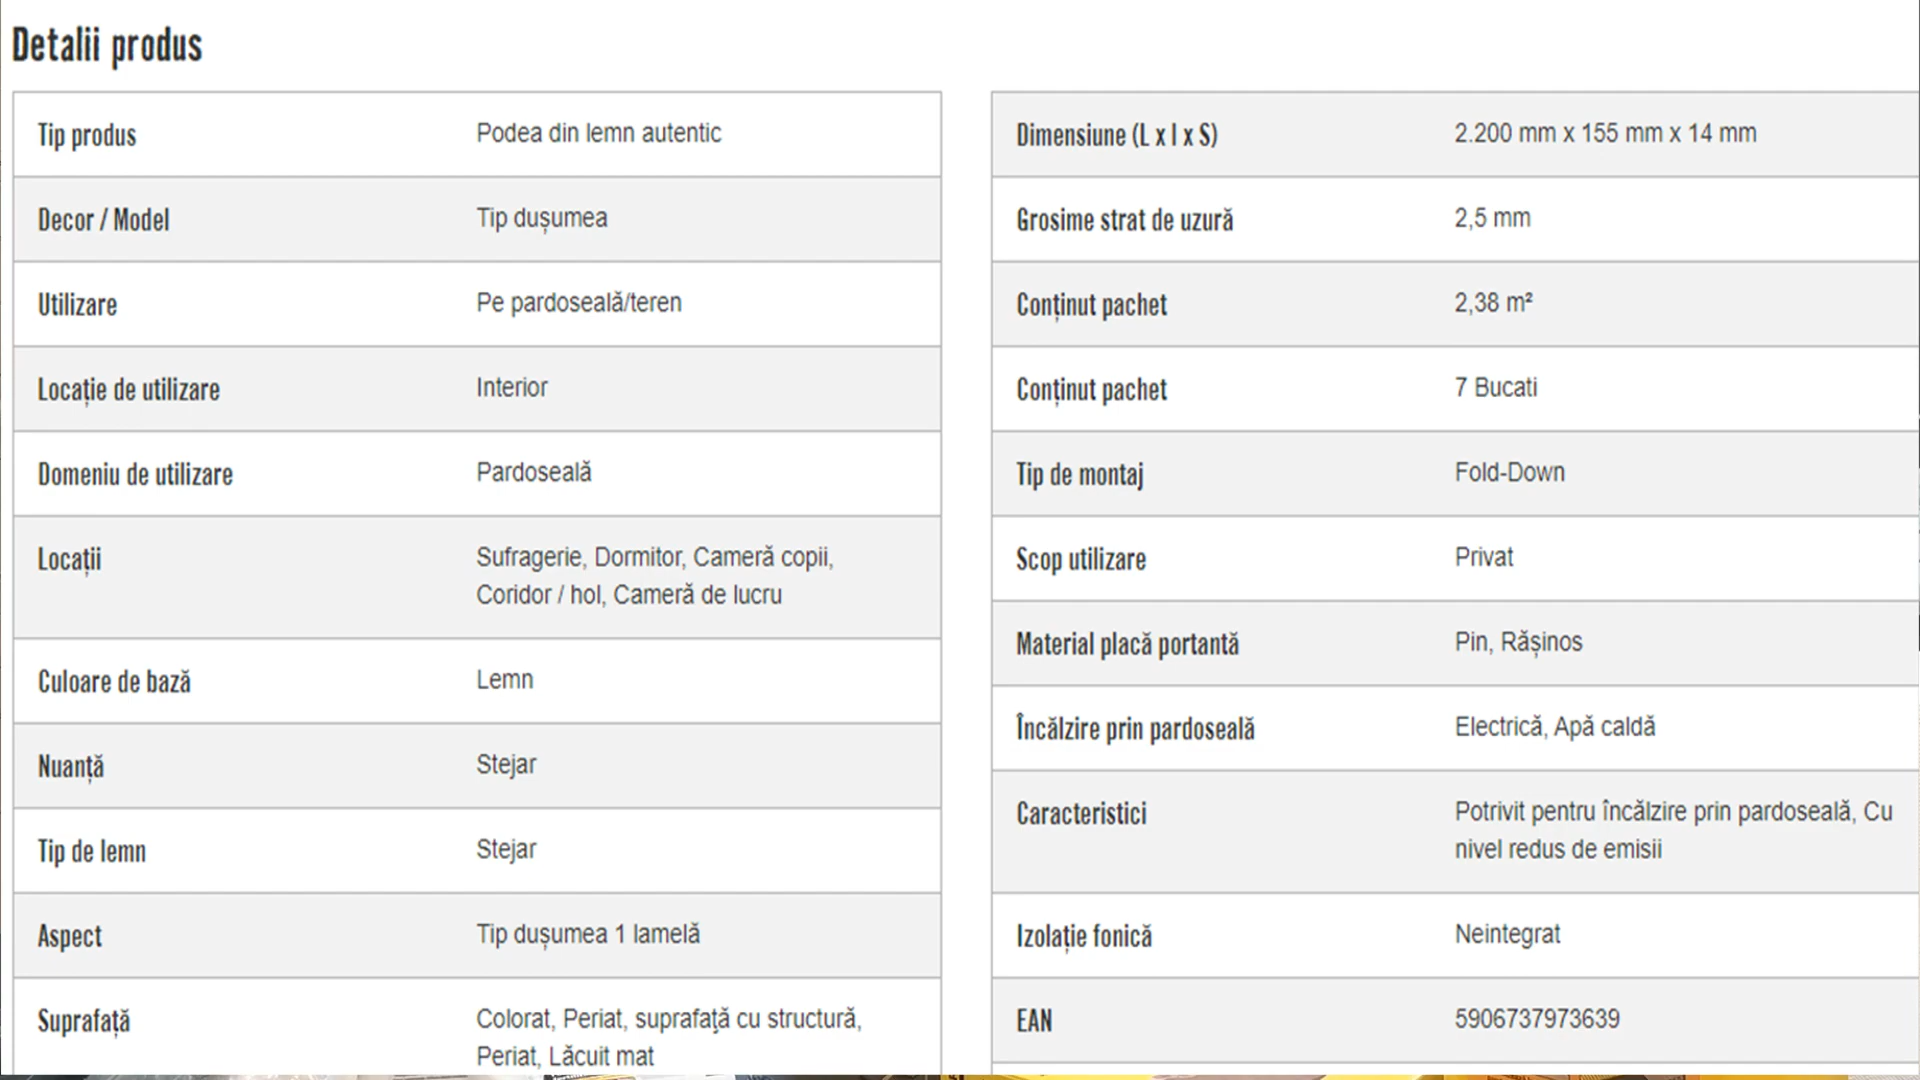 Detalii produs
Tip produs Podea din lemn autentic
Decor / Model Tip dușumea
Utilizare Pe pardoseală/teren
Locație de utilizare Interior
Domeniu de utilizare Pardoseală
Locații Sufragerie, Dormitor, Cameră copii,
Coridor / hol, Cameră de lucru
Culoare de bază Lemn
Nuanță Stejar
Tip de lemn Stejar
Aspect Tip dușumea 1 lamelă
Suprafață Colorat, Periat, suprafață cu structură,
Periat, Lăcuit mat
Dimensiune (L x l x S) 2.200 mm x 155 mm x 14 mm
Grosime strat de uzură 2,5 mm
Conținut pachet 2,38 m²
Conținut pachet 7 Bucati
Tip de montaj Fold-Down
Scop utilizare Privat
Material placă portantă Pin, Rășinos
Încălzire prin pardoseală Electrică, Apă caldă
Caracteristici Potrivit pentru încălzire prin pardoseală, Cu
nivel redus de emisii
Izolație fonică Neintegrat
EAN 5906737973639